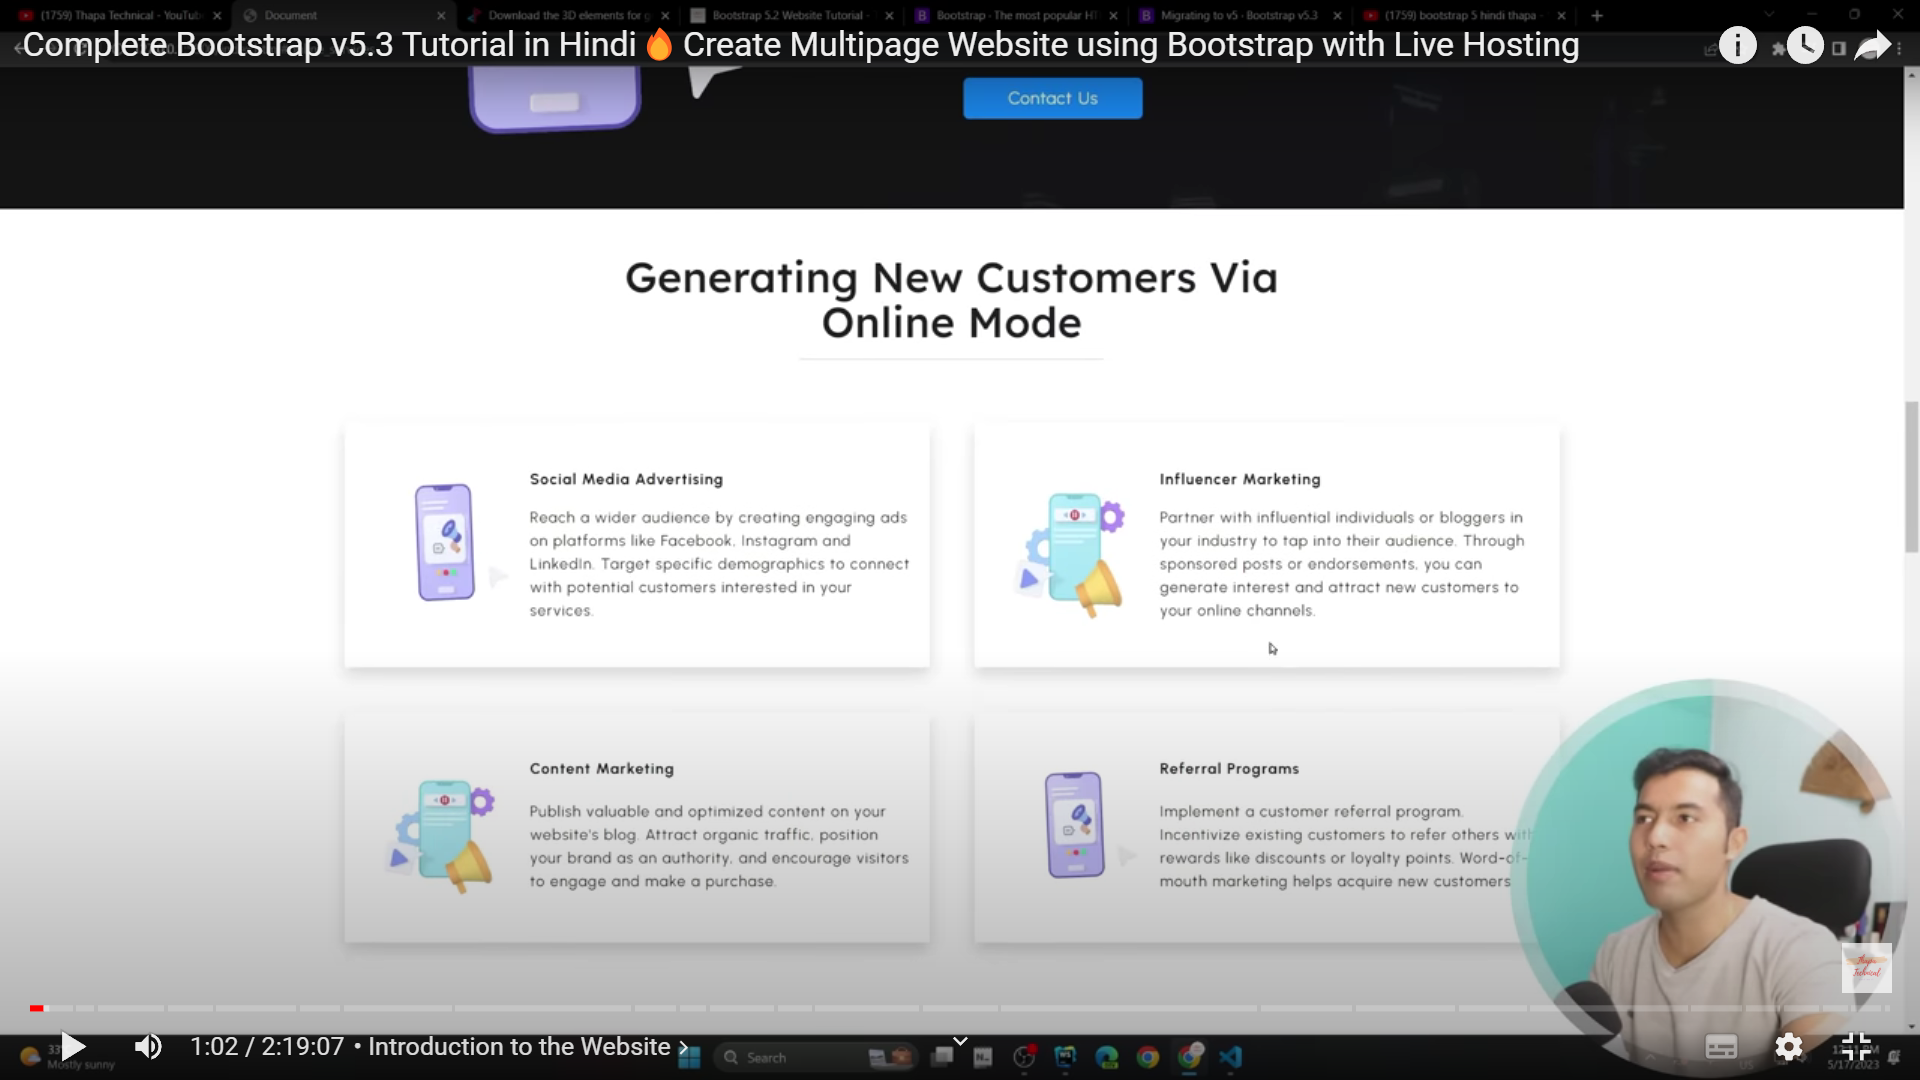 (1759) Thapa Technical - YouTub
Document
Download the 3D elements for g
Bootstrap 5.2 Website Tutorial -
Bootstrap · The most popular HT
Migrating to v5 · Bootstrap v5.3
(1759) bootstrap 5 hindi thapa -
Complete Bootstrap v5.3 Tutorial in Hindi🔥 Create Multipage Website using Bootstrap with Live Hosting
Contact Us
Generating New Customers Via
Online Mode
Social Media Advertising
Reach a wider audience by creating engaging ads
on platforms like Facebook, Instagram and
LinkedIn. Target specific demographics to connect
with potential customers interested in your
services.
Influencer Marketing
Partner with influential individuals or bloggers in
your industry to tap into their audience. Through
sponsored posts or endorsements, you can
generate interest and attract new customers to
your online channels.
Content Marketing
Publish valuable and optimized content on your
website's blog. Attract organic traffic, position
your brand as an authority, and encourage visitors
to engage and make a purchase.
Referral Programs
Implement a customer referral program.
Incentivize existing customers to refer others with
rewards like discounts or loyalty points. Word-of-
mouth marketing helps acquire new customers
Thapa
Technical
1:02 / 2:19:07 • Introduction to the Website
Mostly sunny
Search
US
5/17/2023